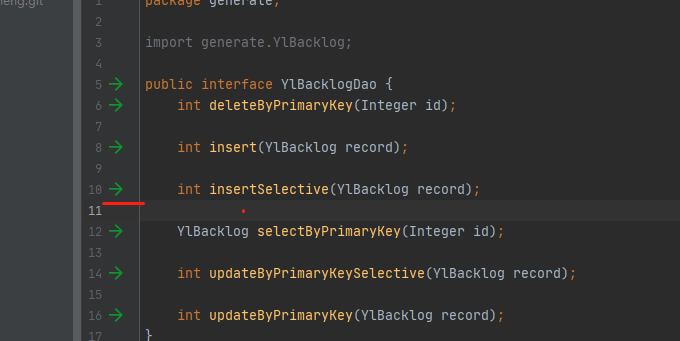 heng.git
1 package generate;
2
3 import generate.YlBacklog;
4
5 public interface YlBacklogDao {
6 int deleteByPrimaryKey(Integer id);
7
8 int insert(YlBacklog record);
9
10 int insertSelective(YlBacklog record);
11
12 YlBacklog selectByPrimaryKey(Integer id);
13
14 int updateByPrimaryKeySelective(YlBacklog record);
15
16 int updateByPrimaryKey(YlBacklog record);
17 }